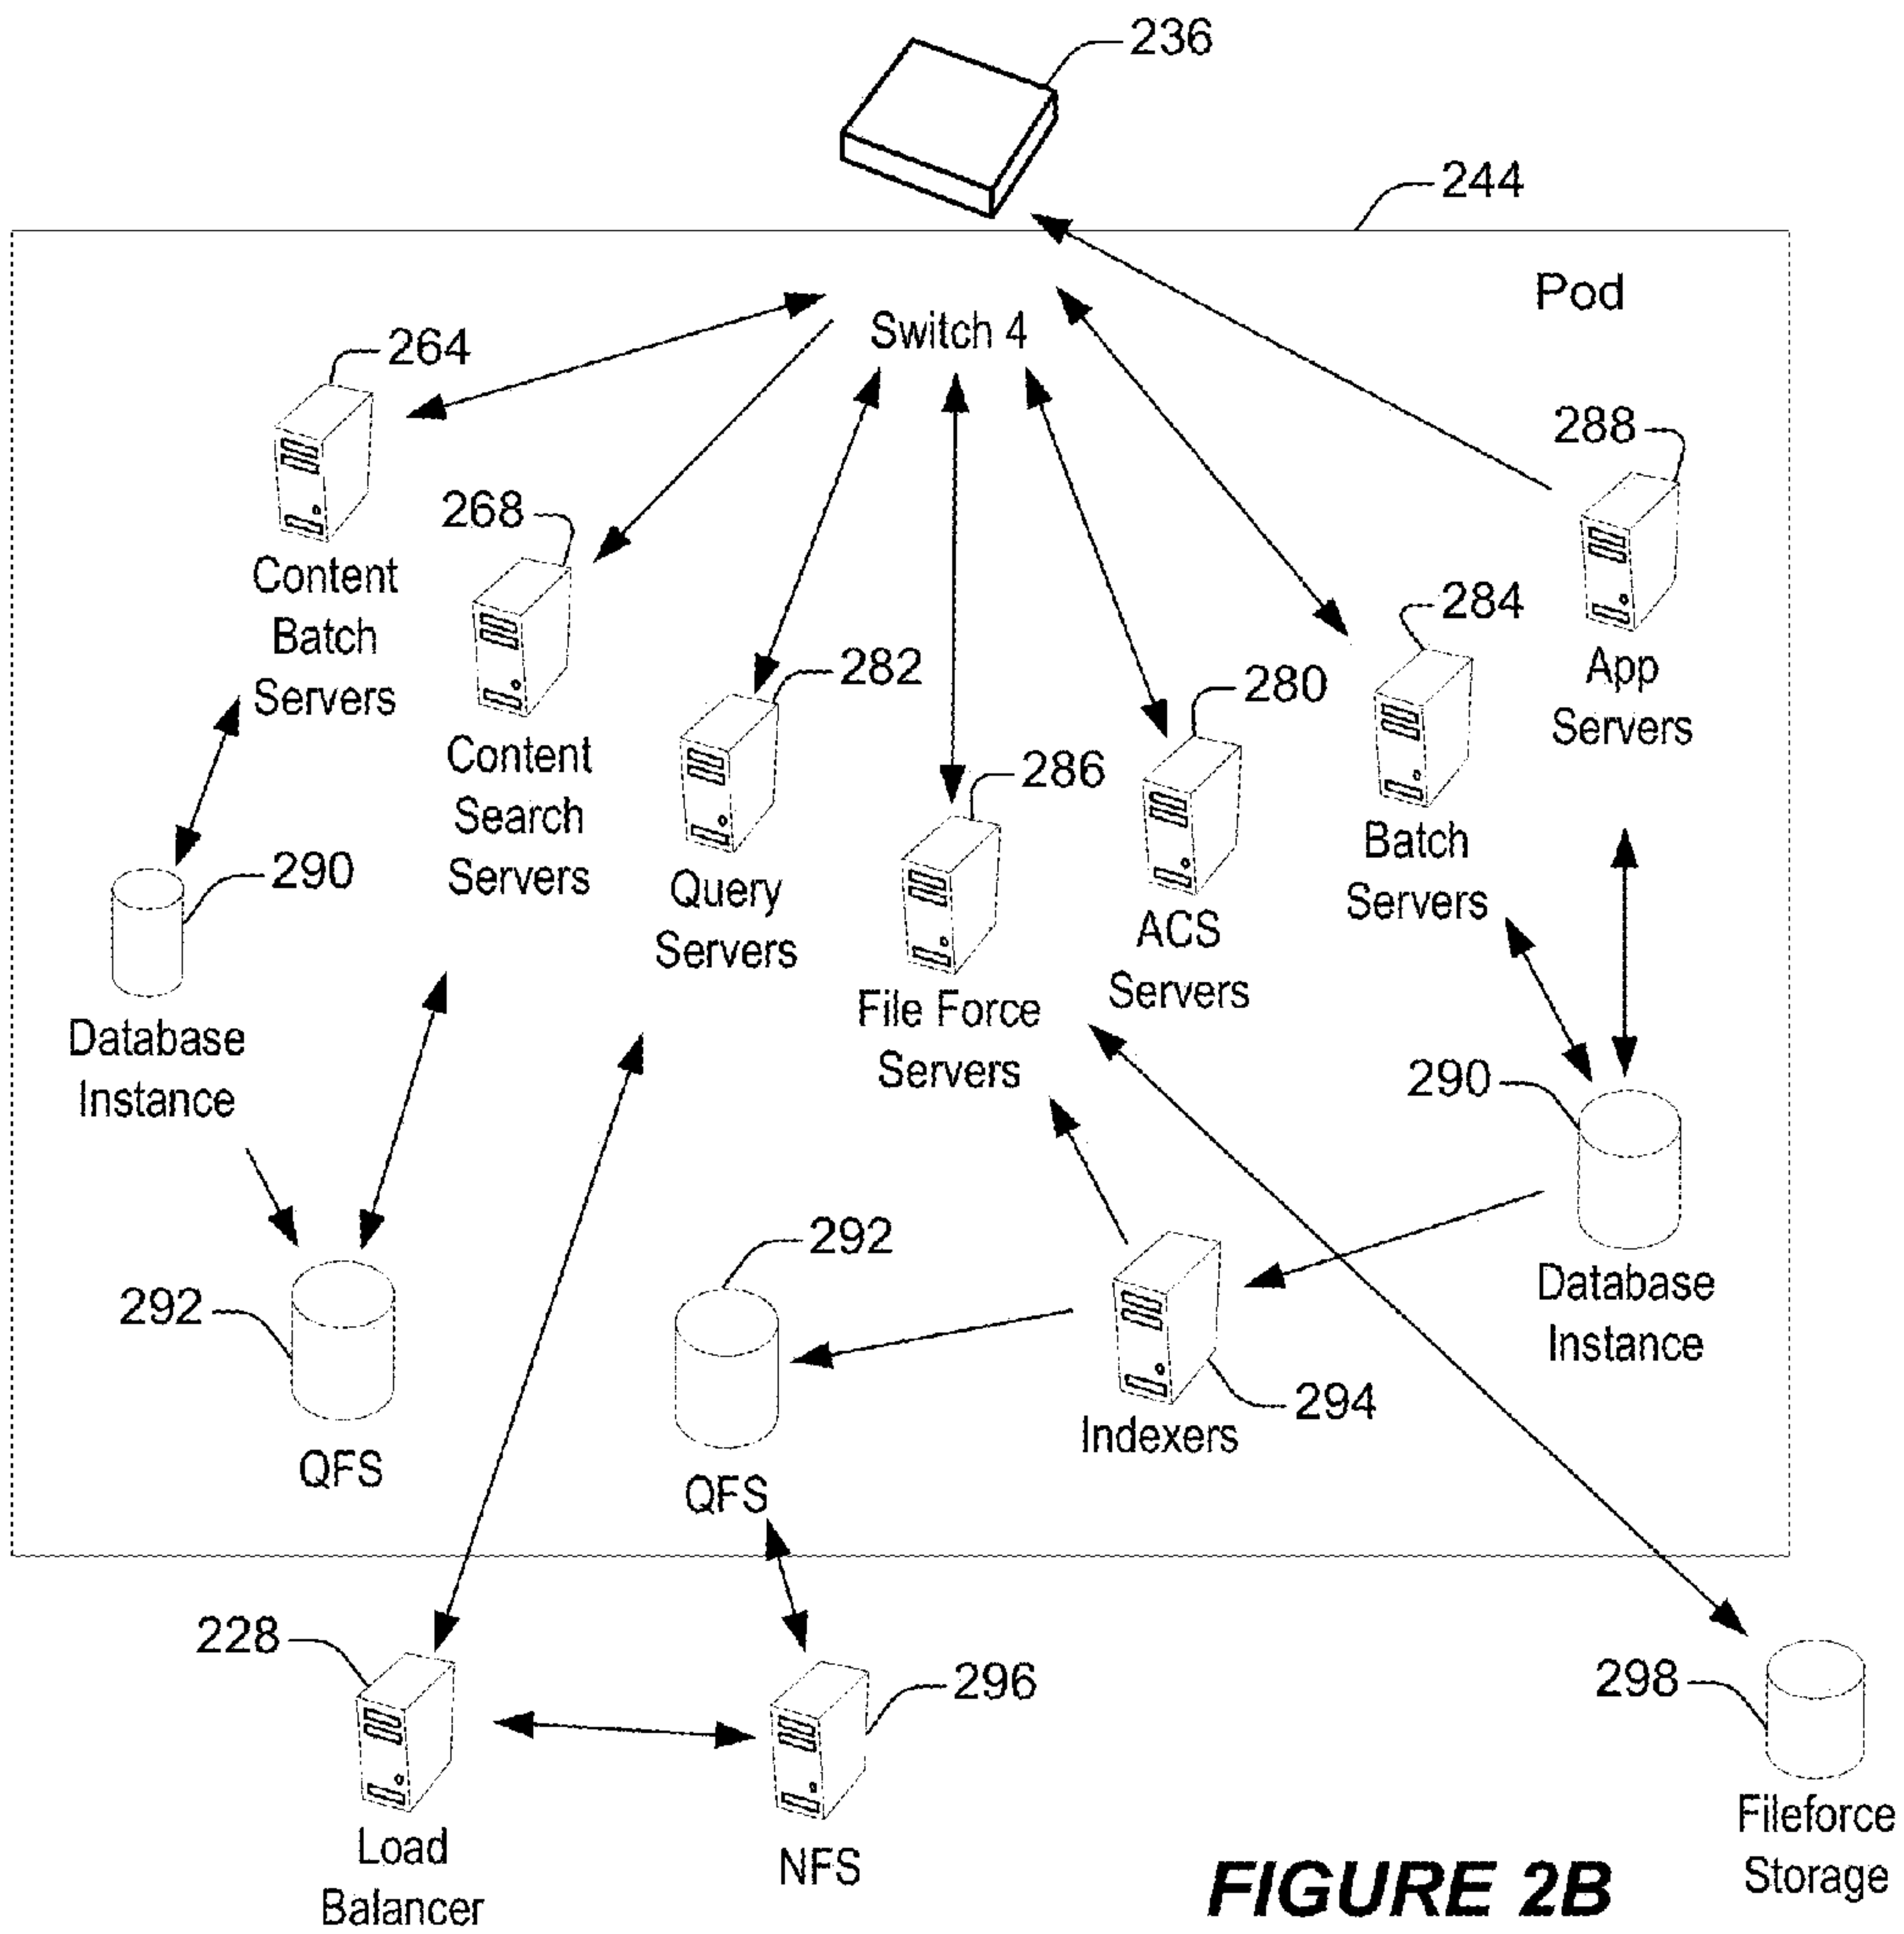 236
244
Pod
Switch 4
264
Content
Batch
Servers
268
Content
Search
Servers
282
Query
Servers
286
File Force
Servers
280
ACS
Servers
284
Batch
Servers
288
App
Servers
290
Database
Instance
290
Database
Instance
292
QFS
292
QFS
294
Indexers
228
Load
Balancer
296
NFS
298
Fileforce
Storage
FIGURE 2B